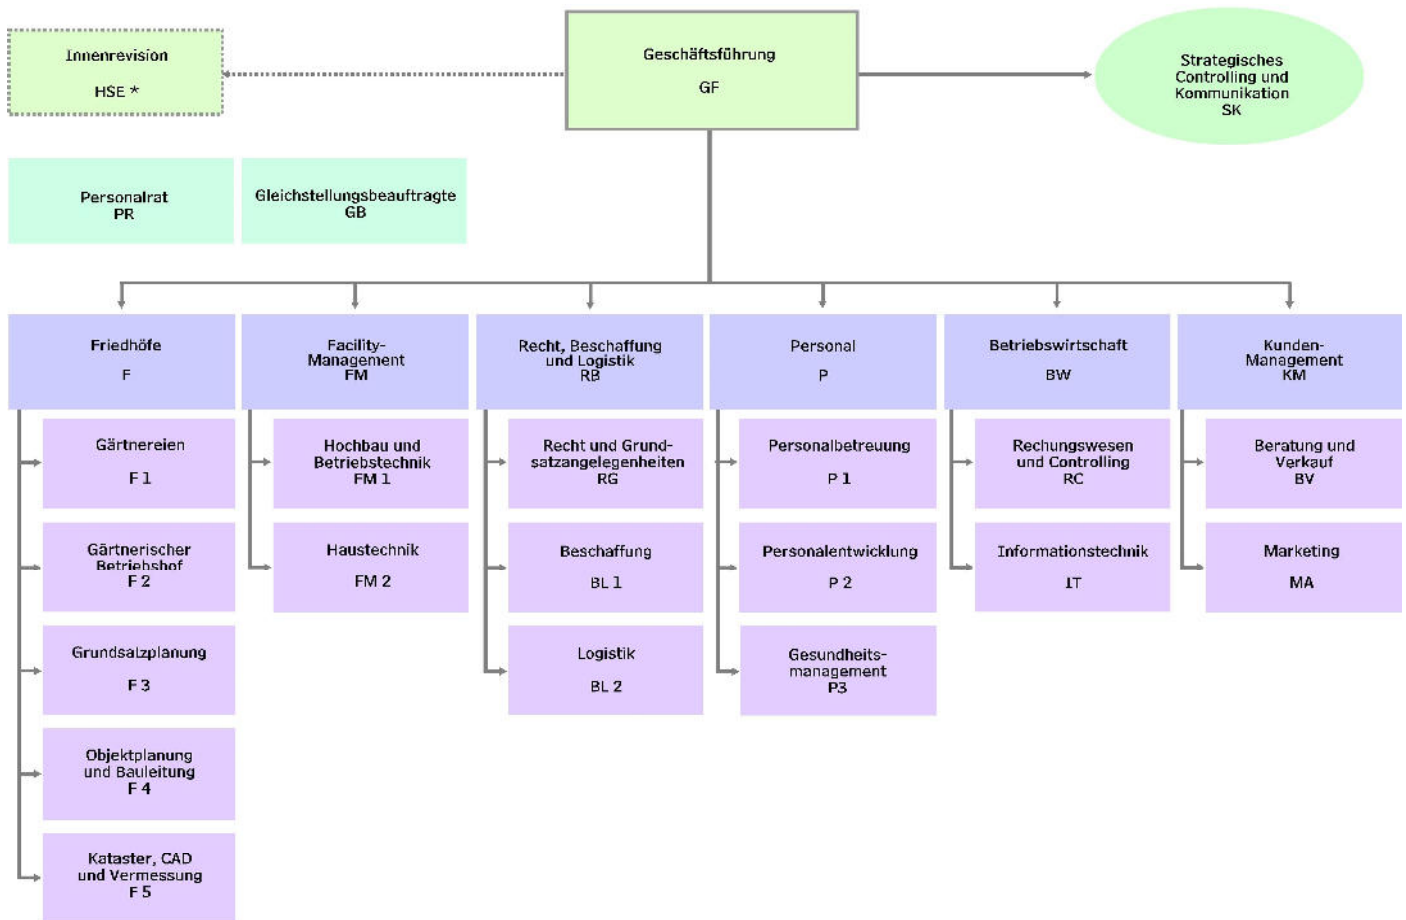 Innenrevision
HSE *
Geschäftsführung
GF
Strategisches
Controlling und
Kommunikation
SK
Personalrat
PR
Gleichstellungsbeauftragte
GB
Friedhöfe
F
Facility-
Management
FM
Recht, Beschaffung
und Logistik
RB
Personal
P
Betriebswirtschaft
BW
Kunden-
Management
KM
Gärtnereien
F 1
Hochbau und
Betriebstechnik
FM 1
Recht und Grund-
satzangelegenheiten
RG
Personalbetreuung
P 1
Rechungswesen
und Controlling
RC
Beratung und
Verkauf
BV
Gärtnerischer
Betriebshof
F 2
Haustechnik
FM 2
Beschaffung
BL 1
Personalentwicklung
P 2
Informationstechnik
IT
Marketing
MA
Grundsalzplanung
F 3
Logistik
BL 2
Gesundheits-
management
P3
Objektplanung
und Bauleitung
F 4
Kataster, CAD
und Vermessung
F 5